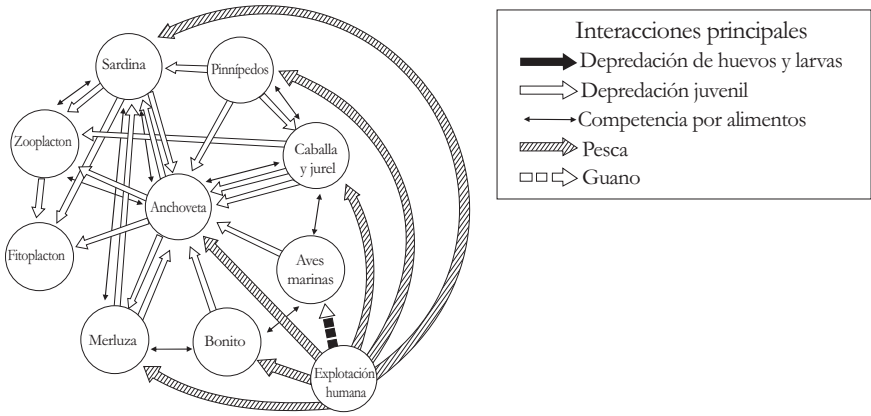 Sardina
Pinnípedos
Zooplacton
Caballa
y jurel
Anchoveta
Fitoplacton
Aves
marinas
Merluza
Bonito
Explotación
humana
Interacciones principales
Depredación de huevos y larvas
Depredación juvenil
Competencia por alimentos
Pesca
Guano